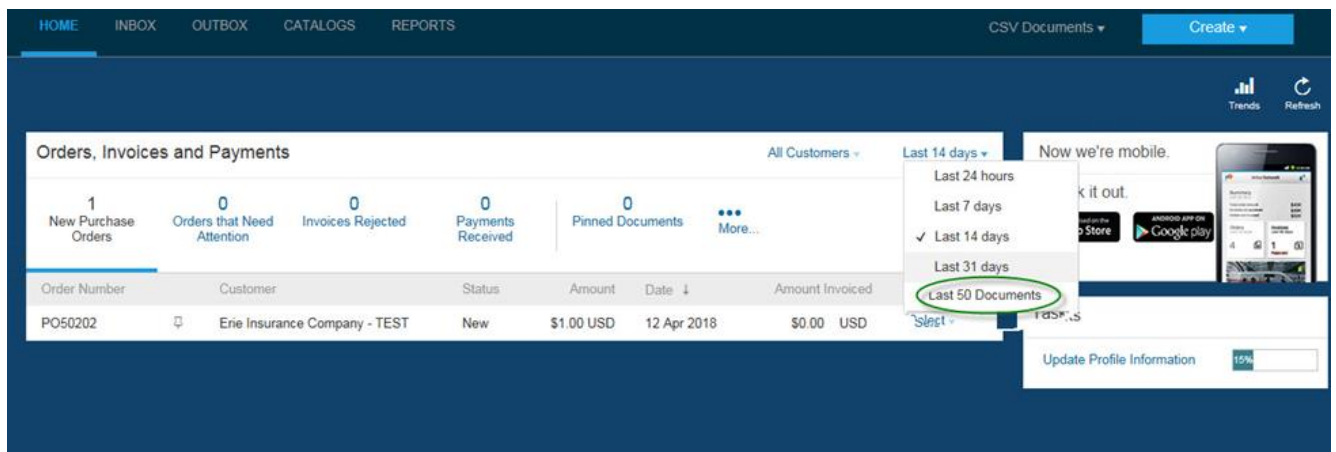 HOME INBOX OUTBOX CATALOGS REPORTS CSV Documents Create
Trends Refresh
Orders, Invoices and Payments All Customers Last 14 days
Now we're mobile.
k it out.
Store
ANDROID APP ON
Google play
1 0 0 0 0
New Purchase Orders that Need Invoices Rejected Payments Pinned Documents More...
Orders Attention Received
Last 24 hours
Last 7 days
Last 14 days
Last 31 days
Last 50 Documents
Order Number Customer Status Amount Date Amount Invoiced
PO50202 Erie Insurance Company - TEST New $1.00 USD 12 Apr 2018 $0.00 USD Select
Tasks
Update Profile Information 15%